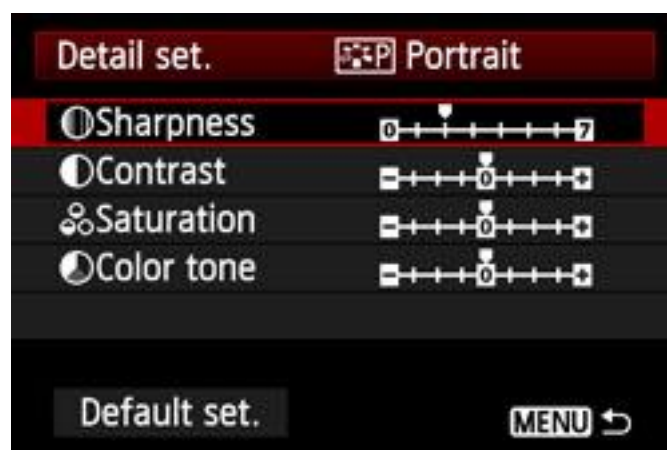 Detail set. P Portrait
Sharpness 0 7
Contrast - 0 +
Saturation - 0 +
Color tone - 0 +
Default set. MENU